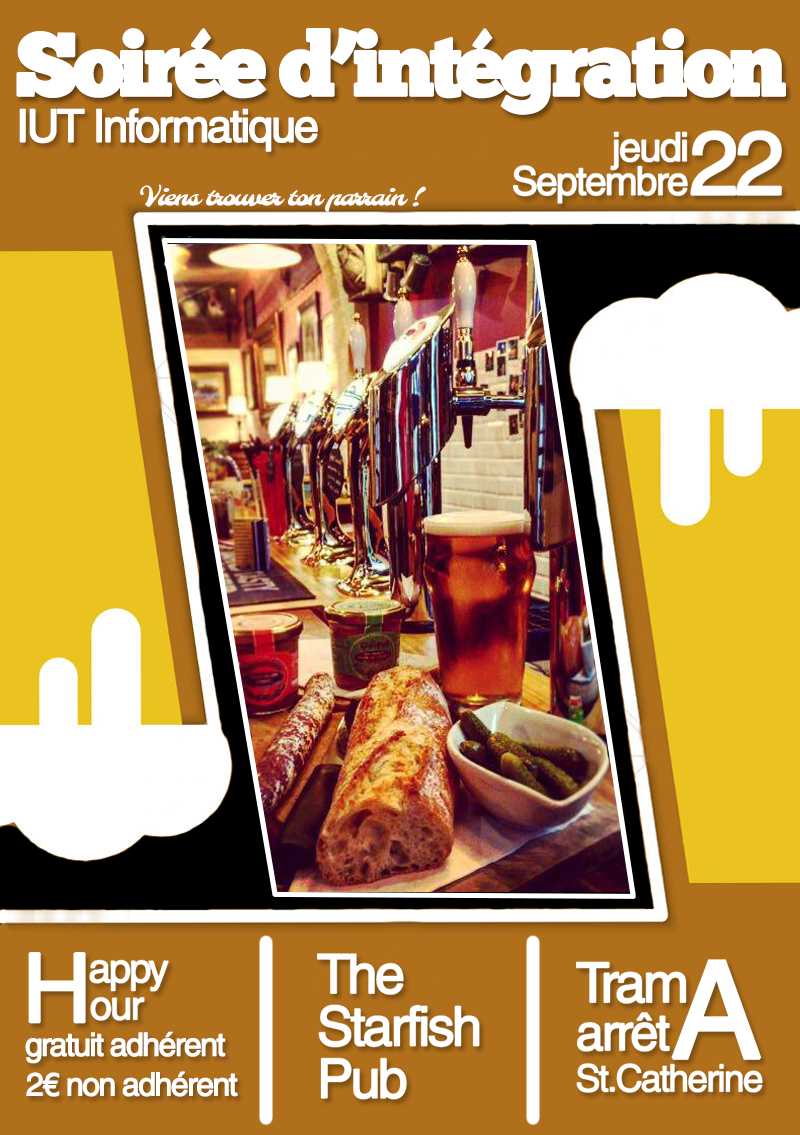 Soirée d'intégration
IUT Informatique
jeudi
Septembre 22
Viens trouver ton parrain !
Happy
Hour
gratuit adhérent
2€ non adhérent
The
Starfish
Pub
Tram A
arrêt
St.Catherine